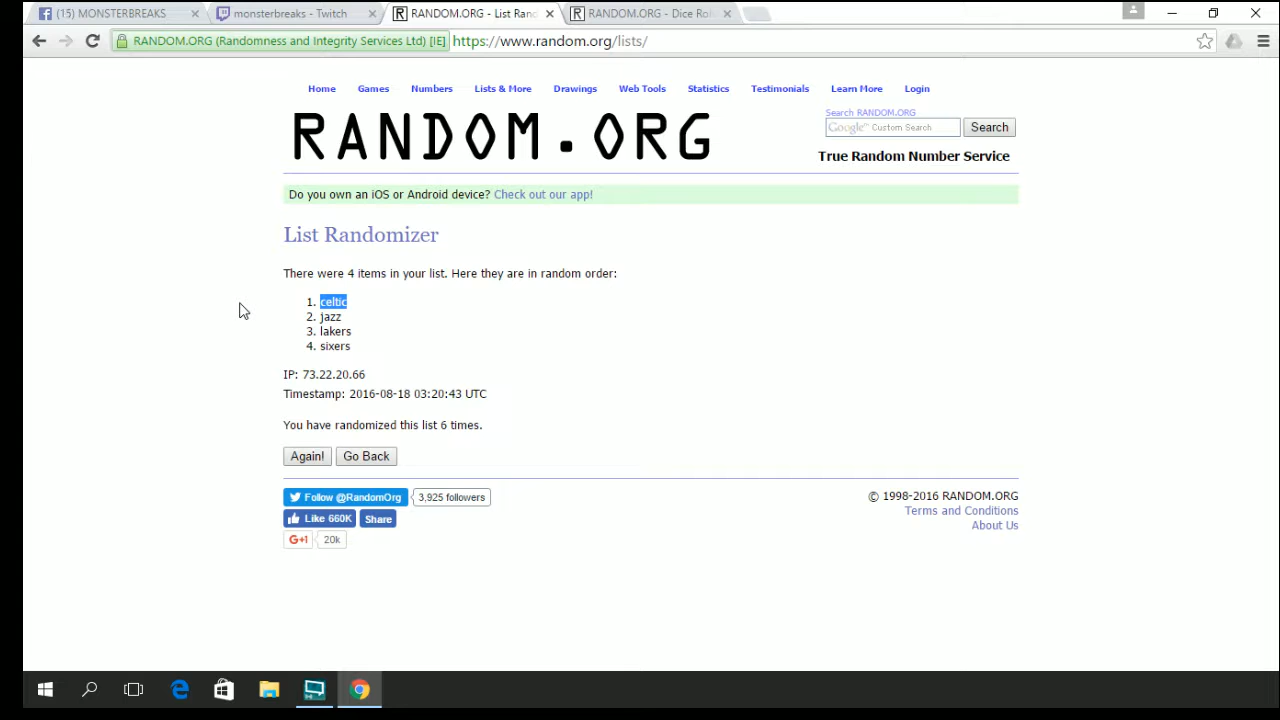 (15) MONSTERBREAKS
monsterbreaks - Twitch
RANDOM.ORG - List Ran
RANDOM.ORG - Dice Ro
RANDOM.ORG (Randomness and Integrity Services Ltd) [IE]
https://www.random.org/lists/
Home Games Numbers Lists & More Drawings Web Tools Statistics Testimonials Learn More Login
RANDOM.ORG
Search RANDOM.ORG
Google™ Custom Search
Search
True Random Number Service
Do you own an iOS or Android device? Check out our app!
List Randomizer
There were 4 items in your list. Here they are in random order:
1. celtic
2. jazz
3. lakers
4. sixers
IP: 73.22.20.66
Timestamp: 2016-08-18 03:20:43 UTC
You have randomized this list 6 times.
Again! Go Back
Follow @RandomOrg 3,925 followers
Like 660K Share
G+1 20k
© 1998-2016 RANDOM.ORG
Terms and Conditions
About Us